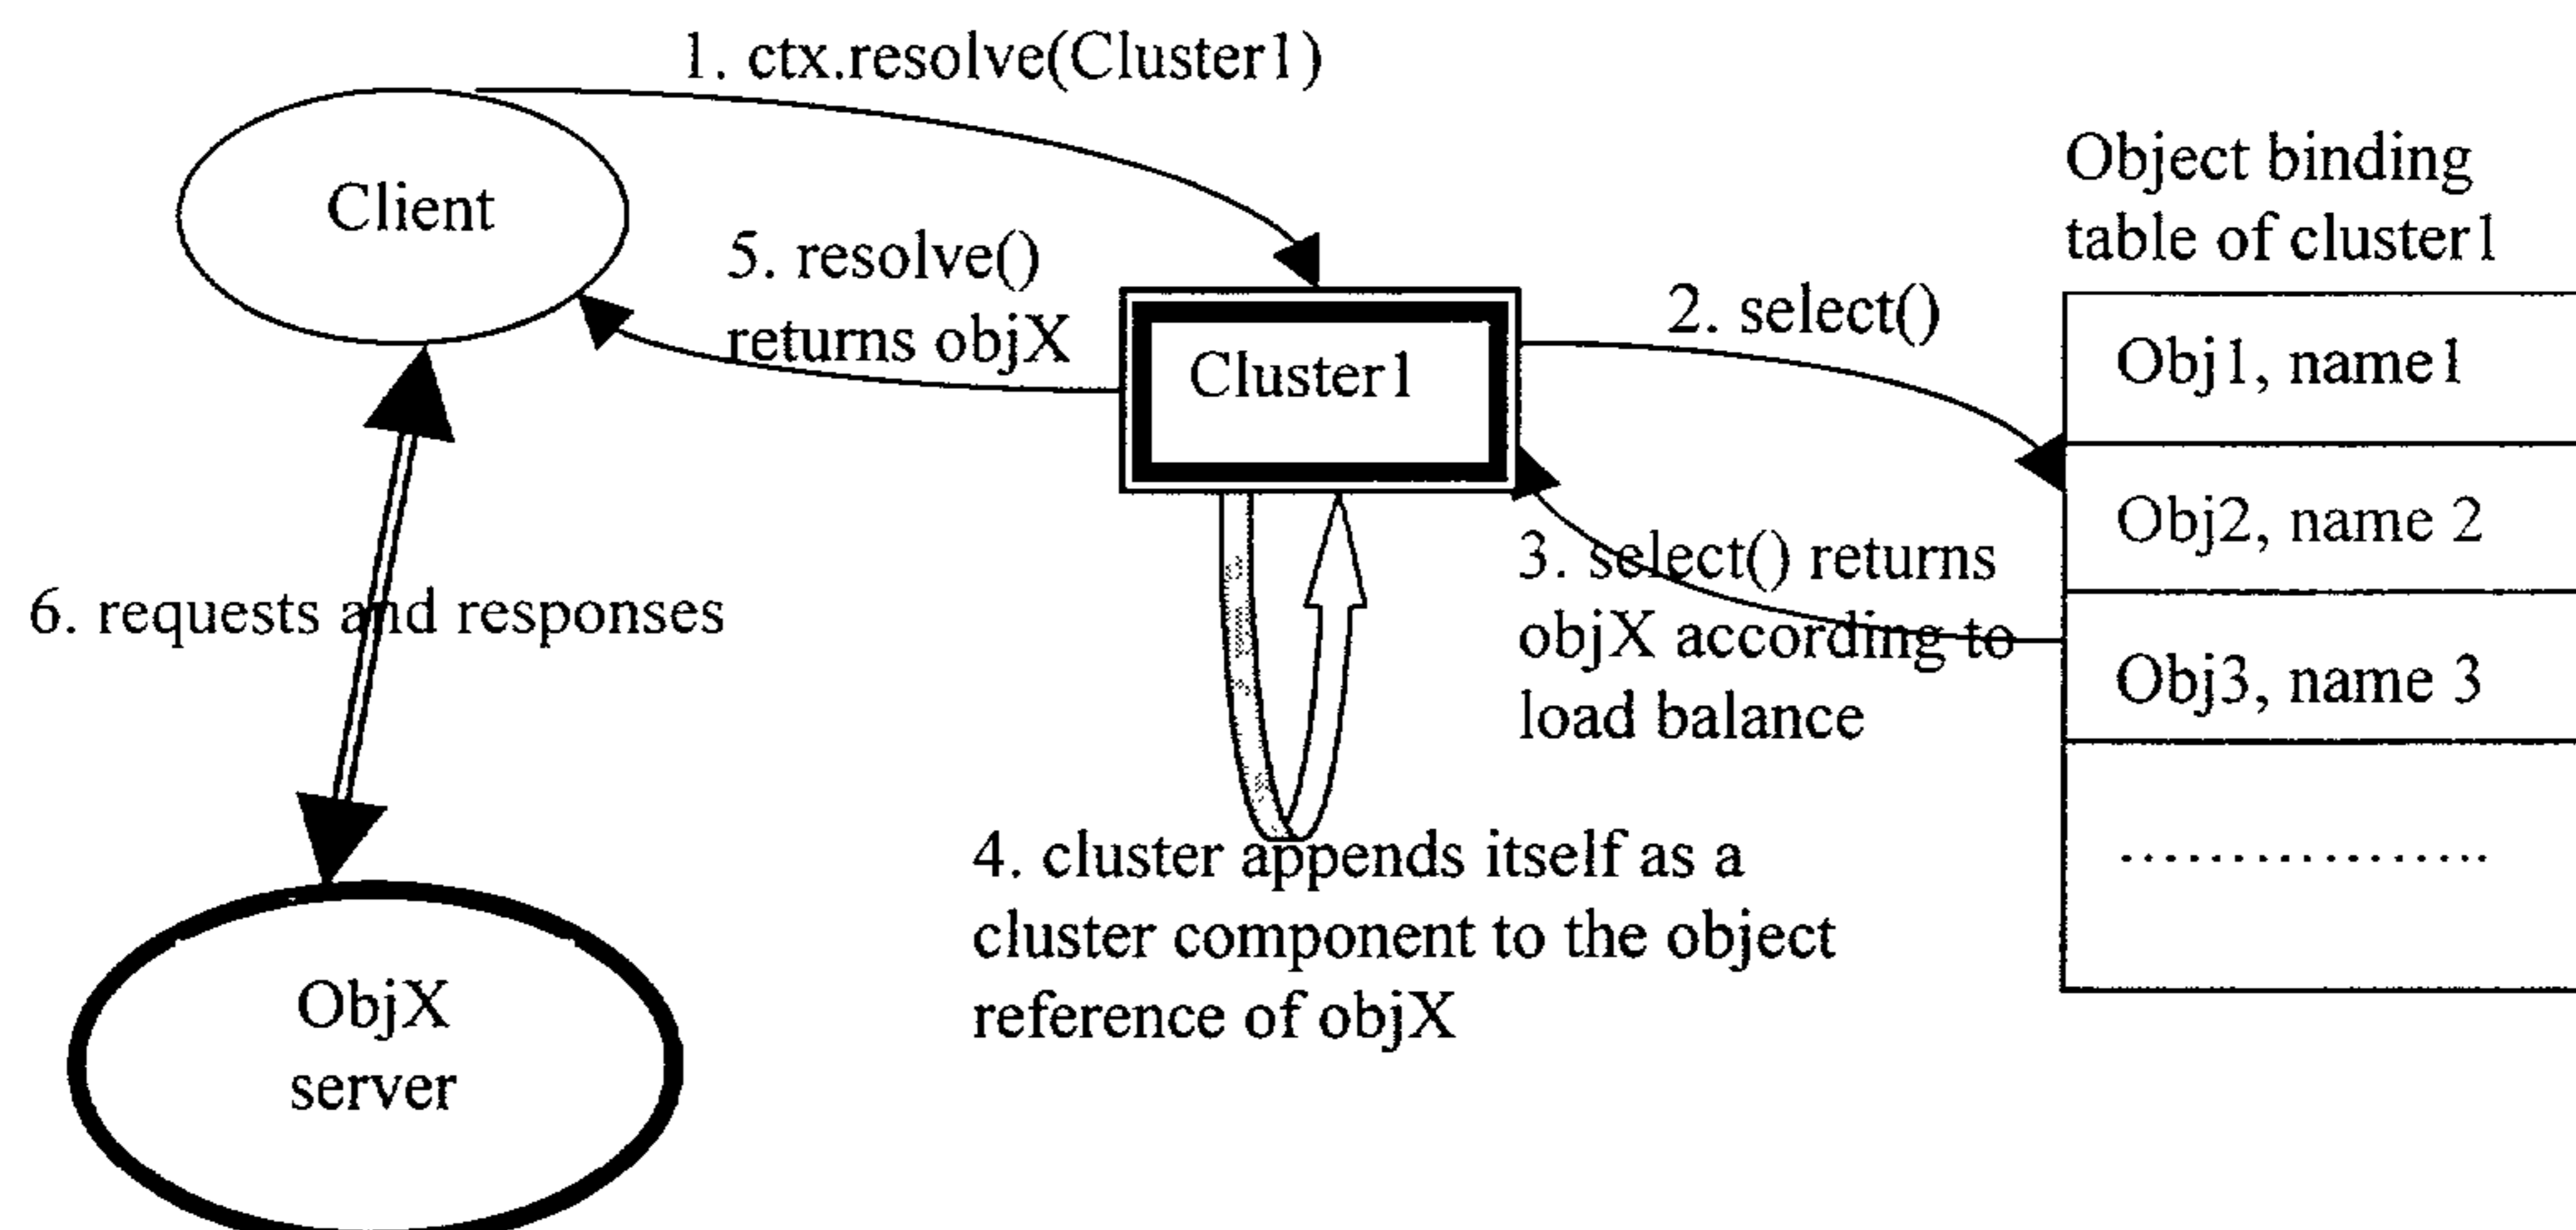 1. ctx.resolve(Cluster1)
Client
5. resolve()
returns objX
Cluster1
2. select()
Object binding
table of cluster1
Obj1, name1
Obj2, name 2
Obj3, name 3
.................
3. select() returns
objX according to
load balance
6. requests and responses
4. cluster appends itself as a
cluster component to the object
reference of objX
ObjX
server